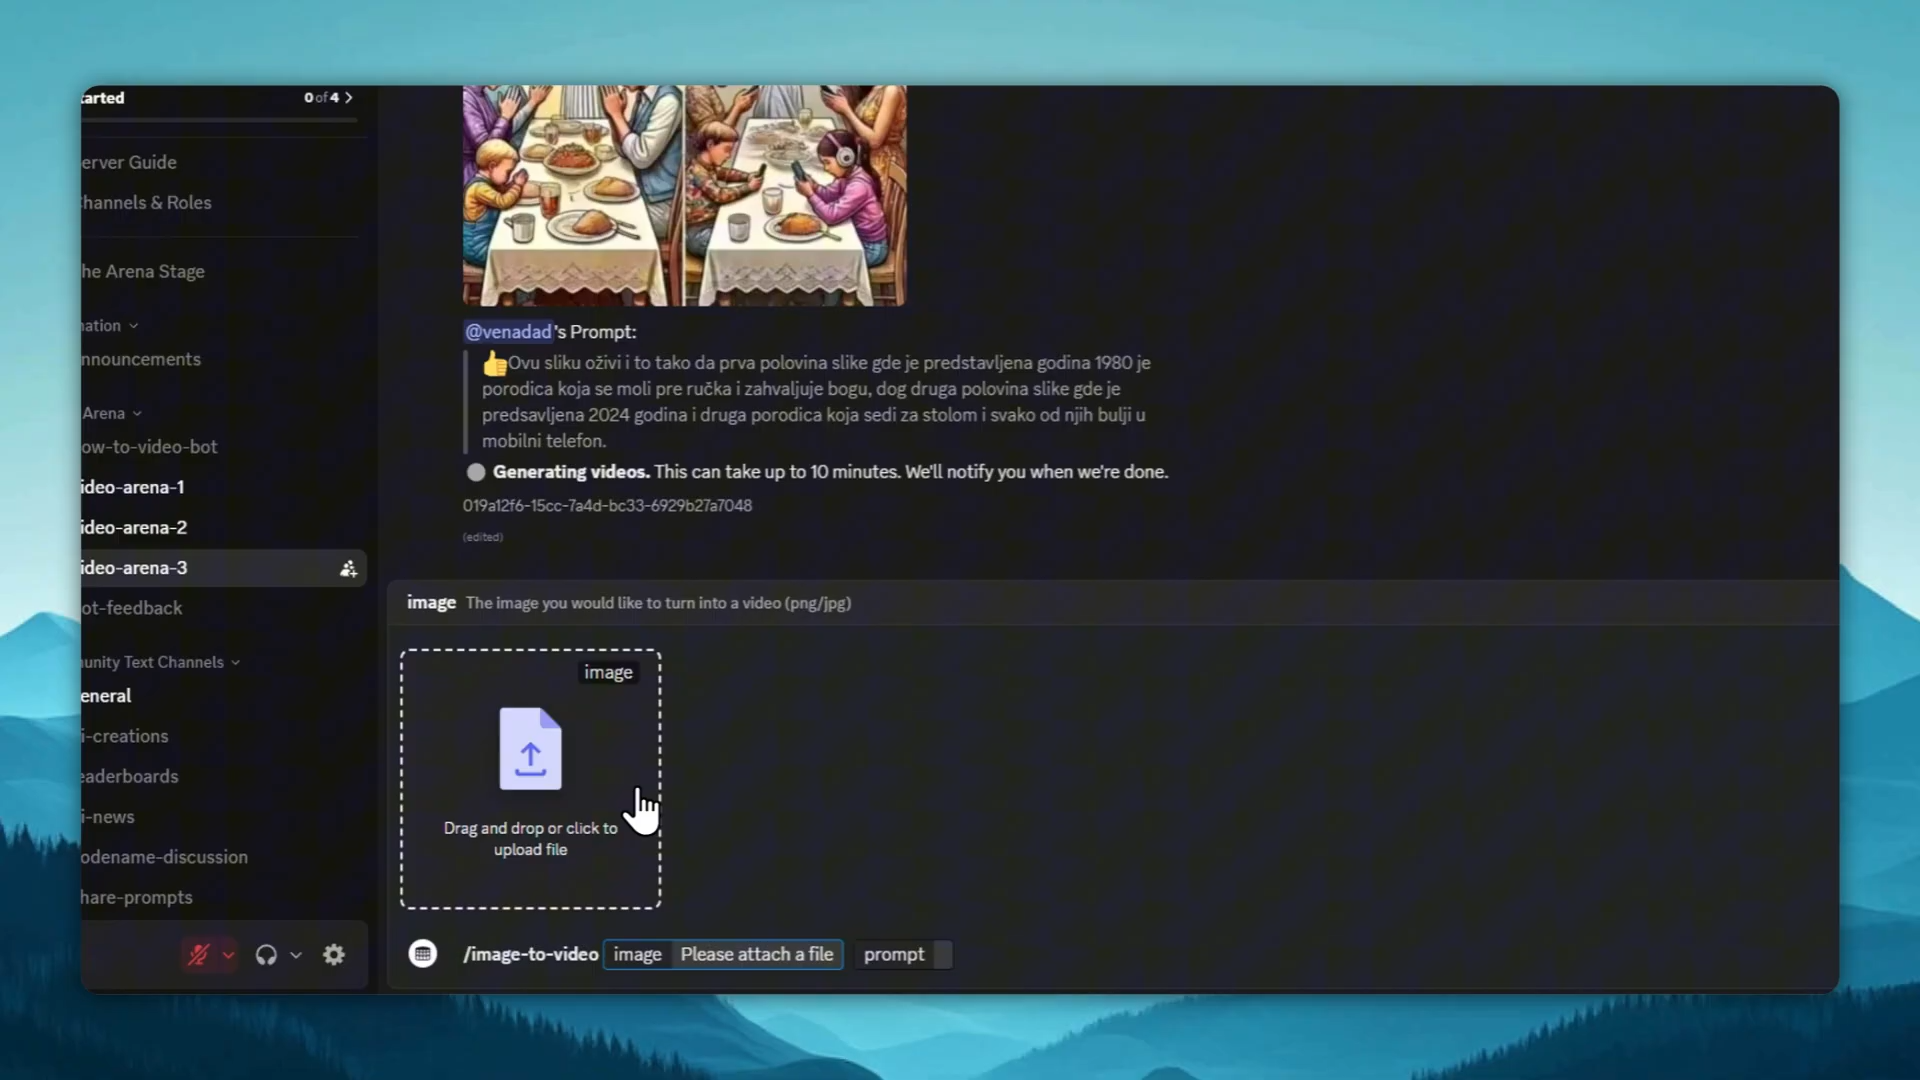 tarted
0 of 4
erver Guide
hannels & Roles
he Arena Stage
nation
nnouncements
Arena
ow-to-video-bot
ideo-arena-1
ideo-arena-2
ideo-arena-3
ot-feedback
unity Text Channels
eneral
i-creations
eaderboards
i-news
odename-discussion
hare-prompts
@venadad's Prompt:
👍Ovu sliku oživi i to tako da prva polovina slike gde je predstavljena godina 1980 je
porodica koja se moli pre ručka i zahvaljuje bogu, dog druga polovina slike gde je
predsavljena 2024 godina i druga porodica koja sedi za stolom i svako od njih bulji u
mobilni telefon.
Generating videos. This can take up to 10 minutes. We'll notify you when we're done.
019a12f6-15cc-7a4d-bc33-6929b27a7048
(edited)
image The image you would like to turn into a video (png/jpg)
image
Drag and drop or click to
upload file
/image-to-video image Please attach a file prompt